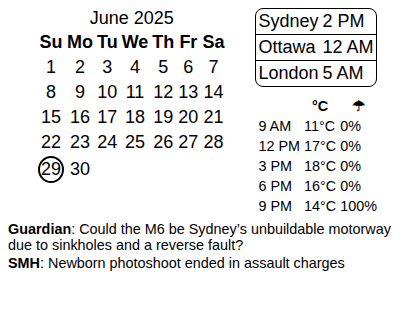 June 2025
Su Mo Tu We Th Fr Sa
1 2 3 4 5 6 7
8 9 10 11 12 13 14
15 16 17 18 19 20 21
22 23 24 25 26 27 28
29 30
Sydney 2 PM
Ottawa 12 AM
London 5 AM
°C ☂
9 AM 11°C 0%
12 PM 17°C 0%
3 PM 18°C 0%
6 PM 16°C 0%
9 PM 14°C 100%
Guardian: Could the M6 be Sydney's unbuildable motorway
due to sinkholes and a reverse fault?
SMH: Newborn photoshoot ended in assault charges